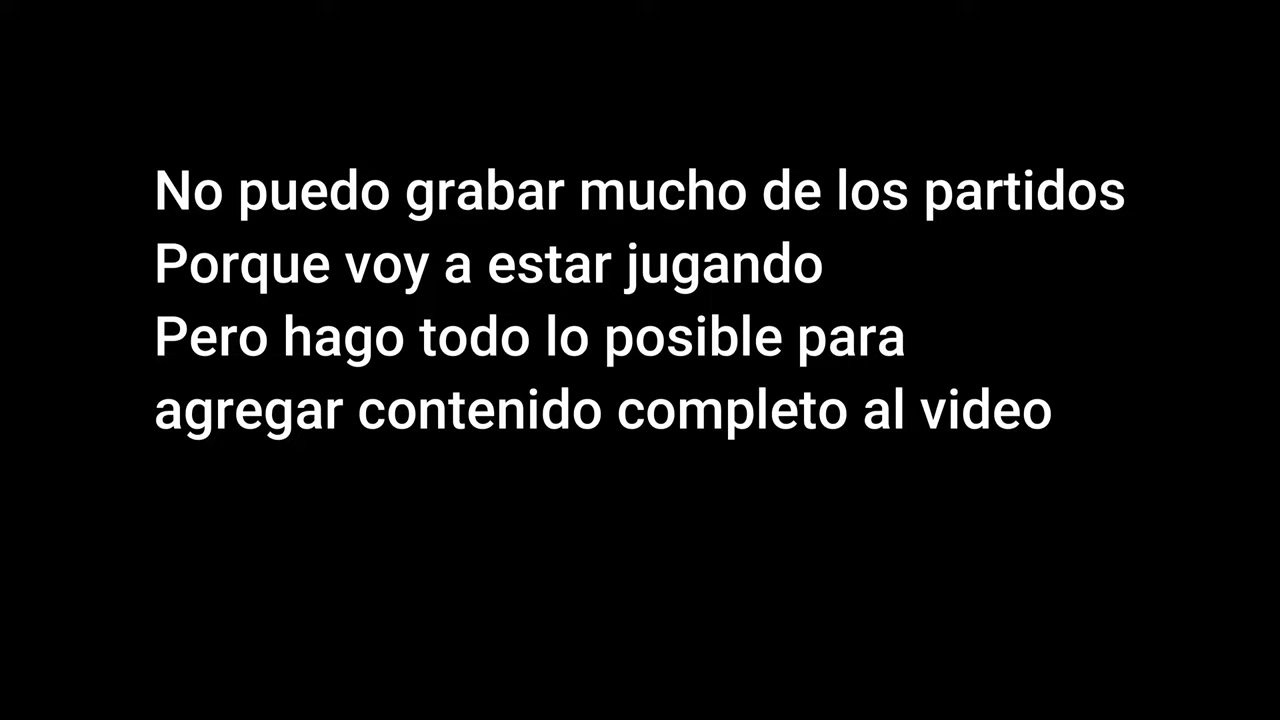 No puedo grabar mucho de los partidos
Porque voy a estar jugando
Pero hago todo lo posible para
agregar contenido completo al video